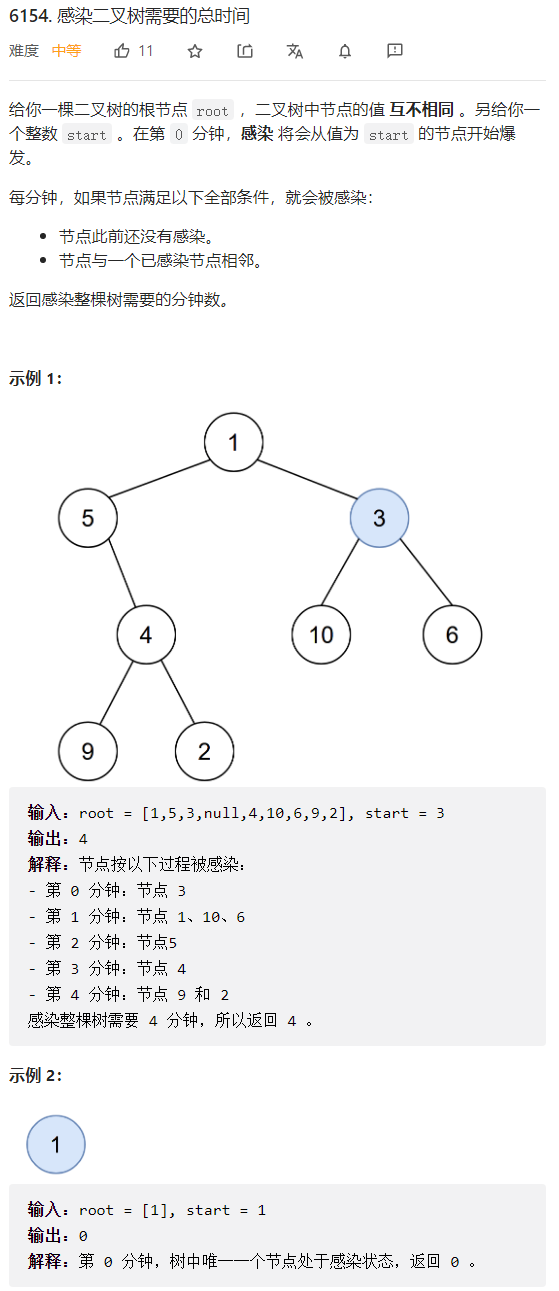 6154. 感染二叉树需要的总时间
难度 中等 11
给你一棵二叉树的根节点 root ，二叉树中节点的值 互不相同 。另给你一
个整数 start 。在第 0 分钟，感染 将会从值为 start 的节点开始爆
发。
每分钟，如果节点满足以下全部条件，就会被感染：
• 节点此前还没有感染。
• 节点与一个已感染节点相邻。
返回感染整棵树需要的分钟数。
示例 1：
1
5 3
4 10 6
9 2
输入：root = [1,5,3,null,4,10,6,9,2], start = 3
输出：4
解释：节点按以下过程被感染：
- 第 0 分钟：节点 3
- 第 1 分钟：节点 1、10、6
- 第 2 分钟：节点5
- 第 3 分钟：节点 4
- 第 4 分钟：节点 9 和 2
感染整棵树需要 4 分钟，所以返回 4 。
示例 2：
1
输入：root = [1], start = 1
输出：0
解释：第 0 分钟，树中唯一一个节点处于感染状态，返回 0 。